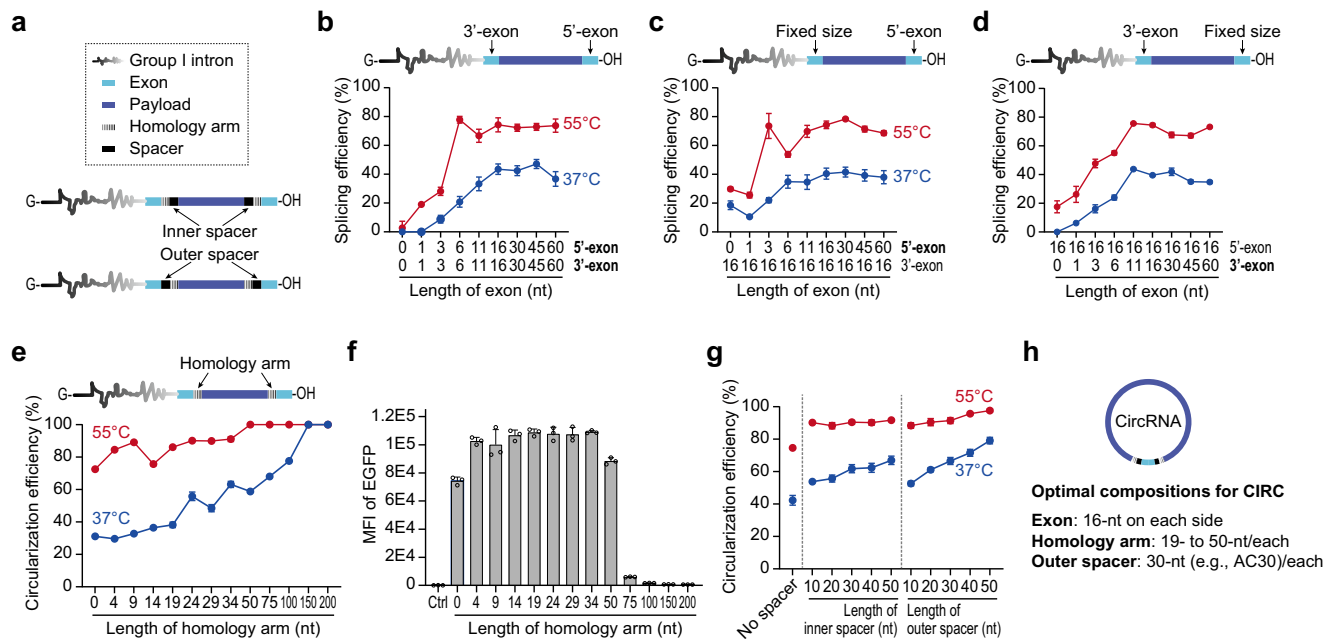 a
Group I intron
Exon
Payload
Homology arm
Spacer
G-
-OH
Inner spacer
Outer spacer
G-
-OH
b
3'-exon
5'-exon
G-
-OH
Splicing efficiency (%)
100
80
60
40
20
0
55°C
37°C
0 1 3 6 11 16 30 45 60 5'-exon
0 1 3 6 11 16 30 45 60 3'-exon
Length of exon (nt)
c
Fixed size
5'-exon
G-
-OH
Splicing efficiency (%)
100
80
60
40
20
0
55°C
37°C
0 1 3 6 11 16 30 45 60 5'-exon
16 16 16 16 16 16 16 16 16 3'-exon
Length of exon (nt)
d
3'-exon
Fixed size
G-
-OH
Splicing efficiency (%)
100
80
60
40
20
0
55°C
37°C
16 16 16 16 16 16 16 16 16 5'-exon
0 1 3 6 11 16 30 45 60 3'-exon
Length of exon (nt)
e
Homology arm
G-
-OH
Circularization efficiency (%)
100
80
60
40
20
0
55°C
37°C
0 4 9 14 19 24 29 34 50 75 100 150 200
Length of homology arm (nt)
f
MFI of EGFP
1.2E5
1E5
8E4
6E4
4E4
2E4
0
Ctrl 0 4 9 14 19 24 29 34 50 75 100 150 200
Length of homology arm (nt)
g
Circularization efficiency (%)
100
80
60
40
20
0
55°C
37°C
No spacer
10 20 30 40 50
Length of
inner spacer (nt)
10 20 30 40 50
Length of
outer spacer (nt)
h
CircRNA
Optimal compositions for CIRC
Exon: 16-nt on each side
Homology arm: 19- to 50-nt/each
Outer spacer: 30-nt (e.g., AC30)/each